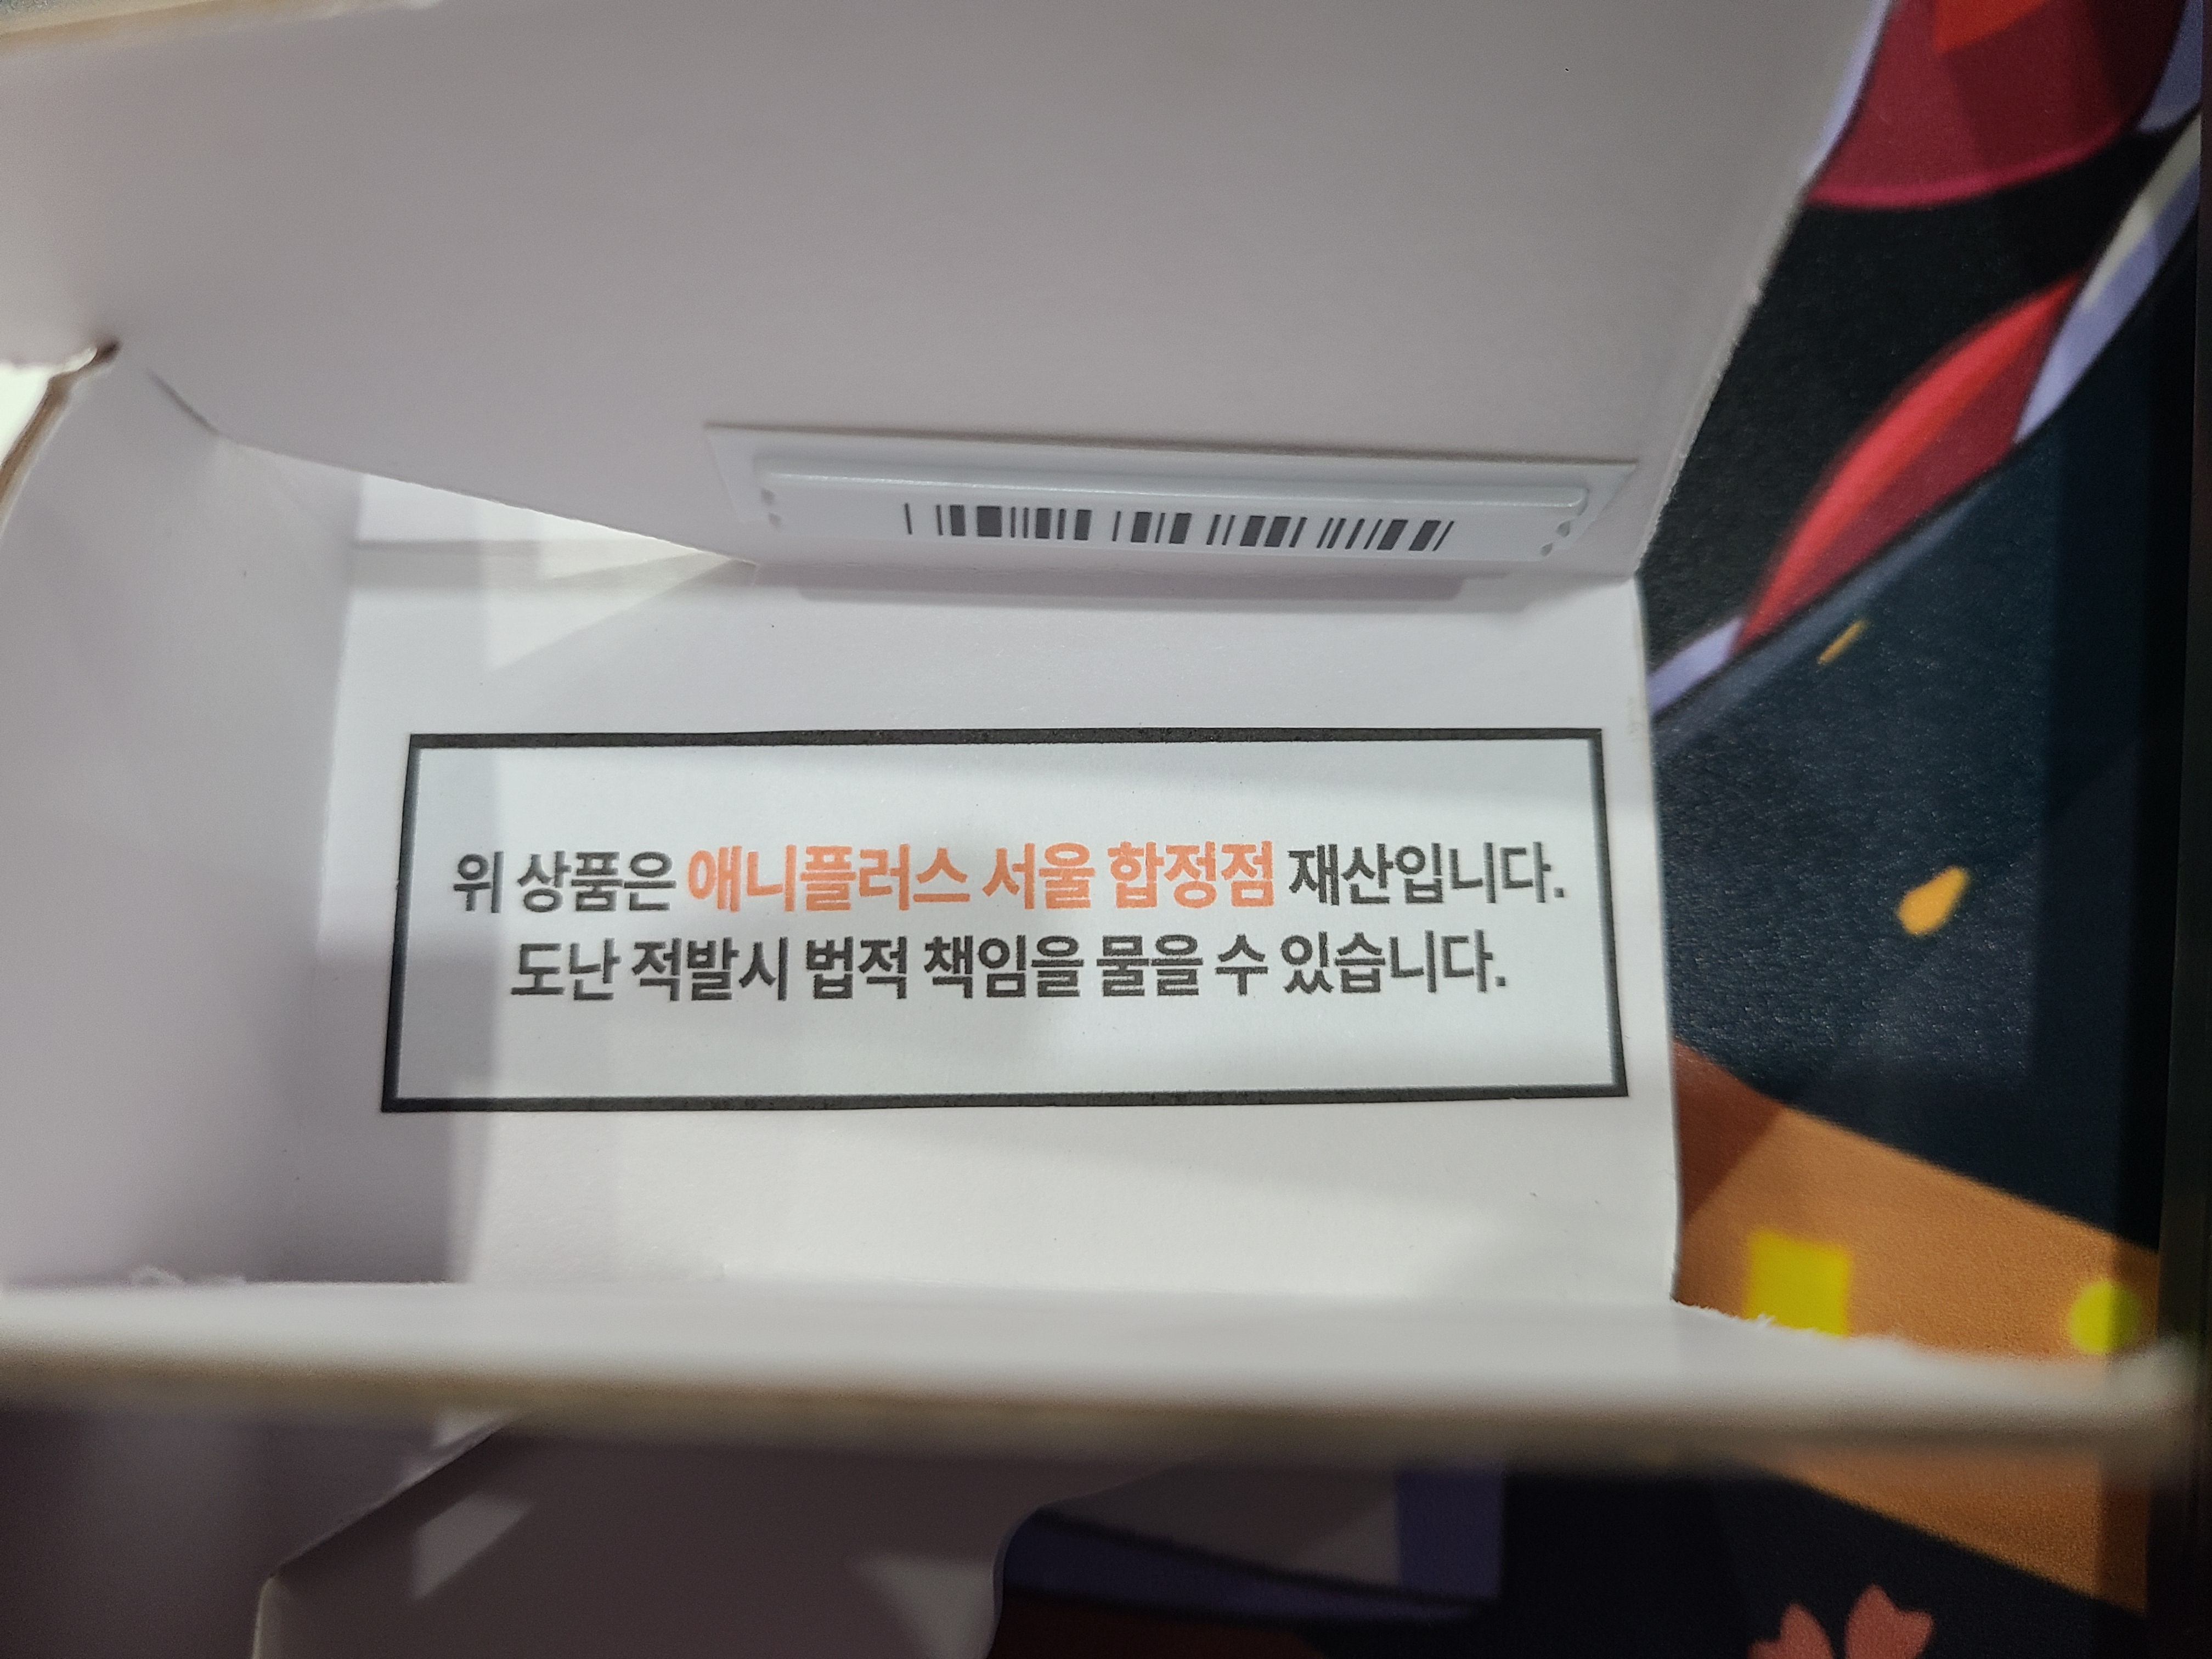 위 상품은 애니플러스 서울 합정점 재산입니다.
도난 적발시 법적 책임을 물을 수 있습니다.